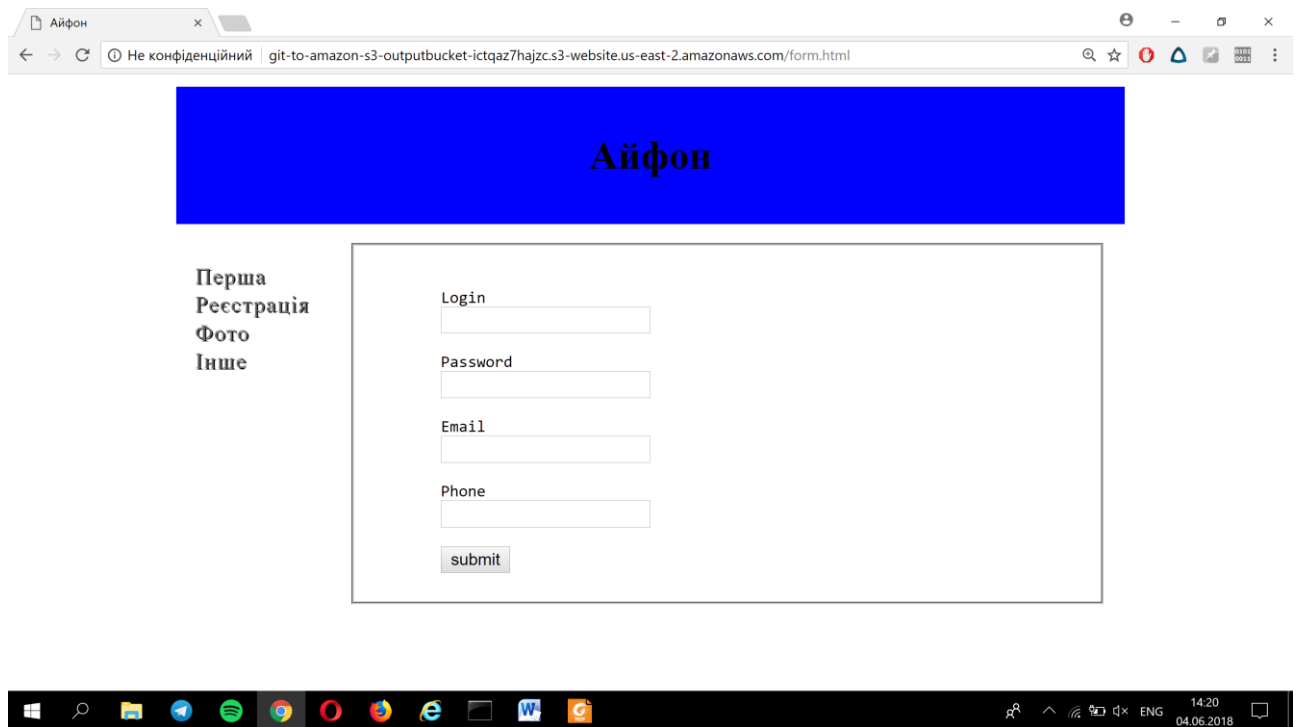 Айфон
Не конфіденційний git-to-amazon-s3-outputbucket-ictqaz7hajzc.s3-website.us-east-2.amazonaws.com/form.html
Айфон
Перша
Реєстрація
Фото
Інше
Login
Password
Email
Phone
submit
ENG
14:20
04.06.2018